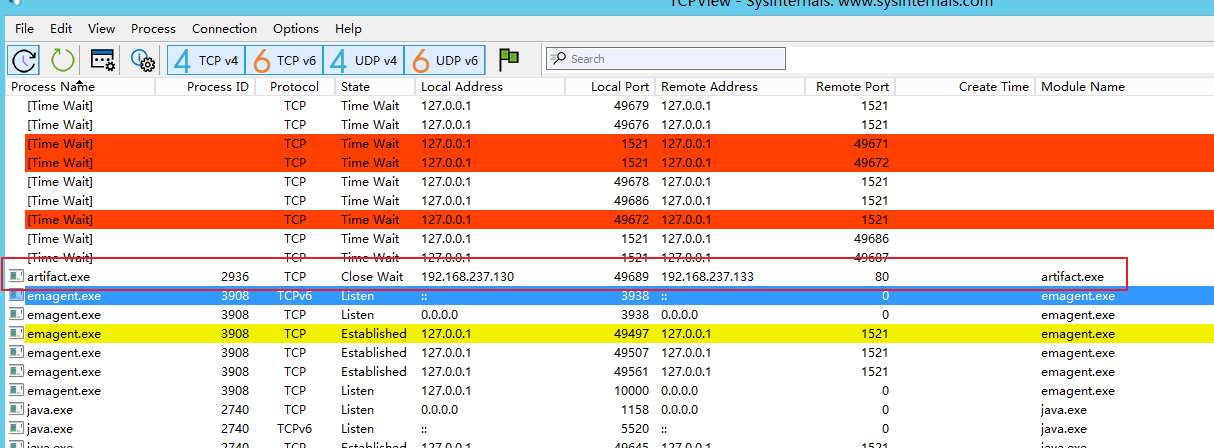 TCPView - Sysinternals: www.sysinternals.com
File Edit View Process Connection Options Help
4 TCP v4 6 TCP v6 4 UDP v4 6 UDP v6 Search
Process Name Process ID Protocol State Local Address Local Port Remote Address Remote Port Create Time Module Name
[Time Wait] TCP Time Wait 127.0.0.1 49679 127.0.0.1 1521
[Time Wait] TCP Time Wait 127.0.0.1 49676 127.0.0.1 1521
[Time Wait] TCP Time Wait 127.0.0.1 1521 127.0.0.1 49671
[Time Wait] TCP Time Wait 127.0.0.1 1521 127.0.0.1 49672
[Time Wait] TCP Time Wait 127.0.0.1 49678 127.0.0.1 1521
[Time Wait] TCP Time Wait 127.0.0.1 49686 127.0.0.1 1521
[Time Wait] TCP Time Wait 127.0.0.1 49672 127.0.0.1 1521
[Time Wait] TCP Time Wait 127.0.0.1 1521 127.0.0.1 49686
[Time Wait] TCP Time Wait 127.0.0.1 1521 127.0.0.1 49687
artifact.exe 2936 TCP Close Wait 192.168.237.130 49689 192.168.237.133 80 artifact.exe
emagent.exe 3908 TCPv6 Listen :: 3938 :: 0 emagent.exe
emagent.exe 3908 TCP Listen 0.0.0.0 3938 0.0.0.0 0 emagent.exe
emagent.exe 3908 TCP Established 127.0.0.1 49497 127.0.0.1 1521 emagent.exe
emagent.exe 3908 TCP Established 127.0.0.1 49507 127.0.0.1 1521 emagent.exe
emagent.exe 3908 TCP Established 127.0.0.1 49561 127.0.0.1 1521 emagent.exe
emagent.exe 3908 TCP Listen 127.0.0.1 10000 0.0.0.0 0 emagent.exe
java.exe 2740 TCP Listen 0.0.0.0 1158 0.0.0.0 0 java.exe
java.exe 2740 TCPv6 Listen :: 5520 :: 0 java.exe
java.exe 2740 TCP Established 127.0.0.1 49645 127.0.0.1 1521 java.exe